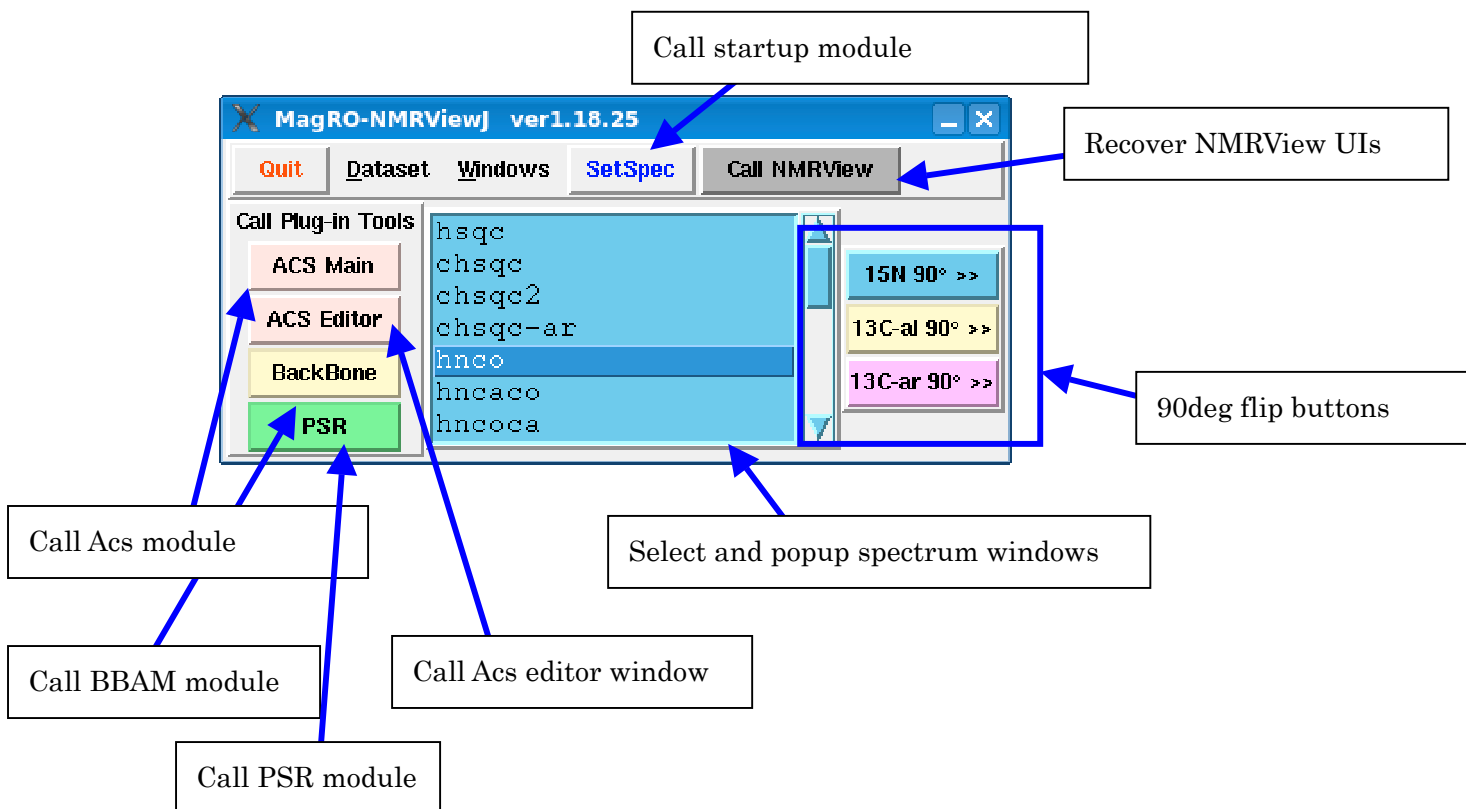 Call startup module
MagRO-NMRViewJ ver1.18.25
Recover NMRView UIs
Quit Dataset Windows SetSpec Call NMRView
Call Plug-in Tools
ACS Main
ACS Editor
BackBone
PSR
hsqc
chsqc
chsqc2
chsqc-ar
hnco
hncaco
hncoca
15N 90° >>
13C-al 90° >>
13C-ar 90° >>
90deg flip buttons
Call Acs module
Select and popup spectrum windows
Call BBAM module
Call Acs editor window
Call PSR module